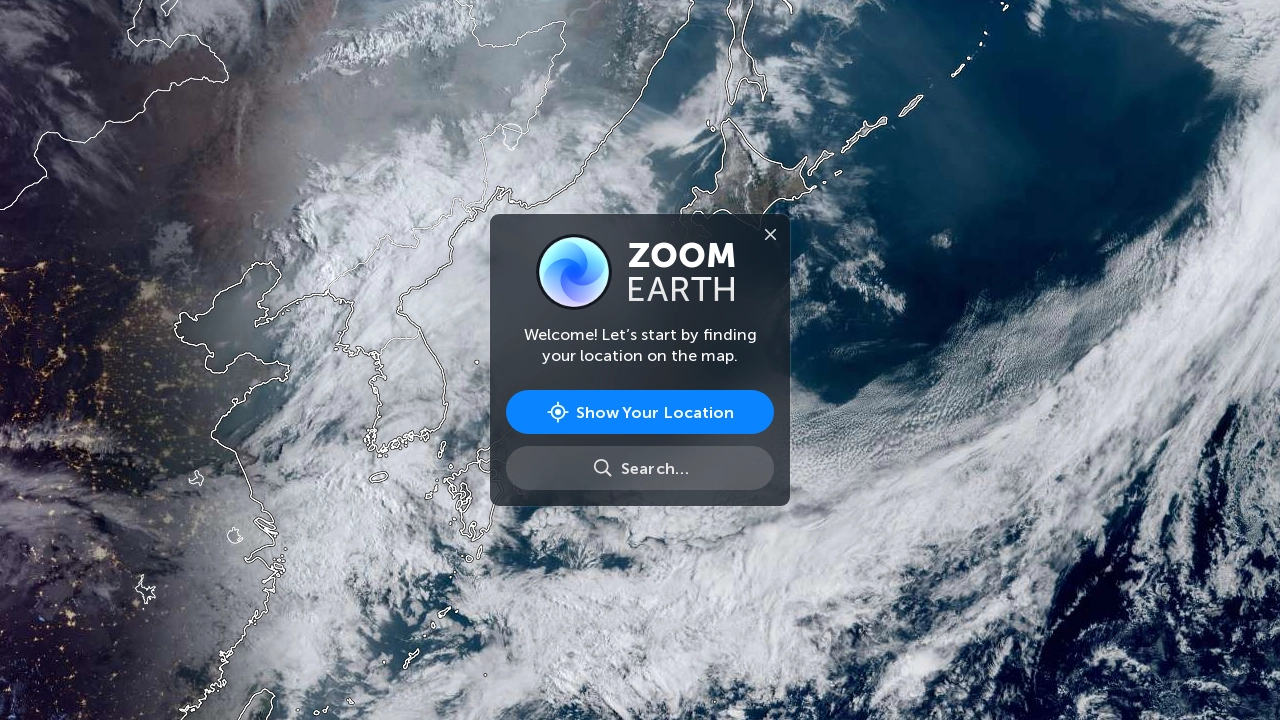 ZOOM
EARTH
Welcome! Let’s start by finding
your location on the map.
Show Your Location
Search...